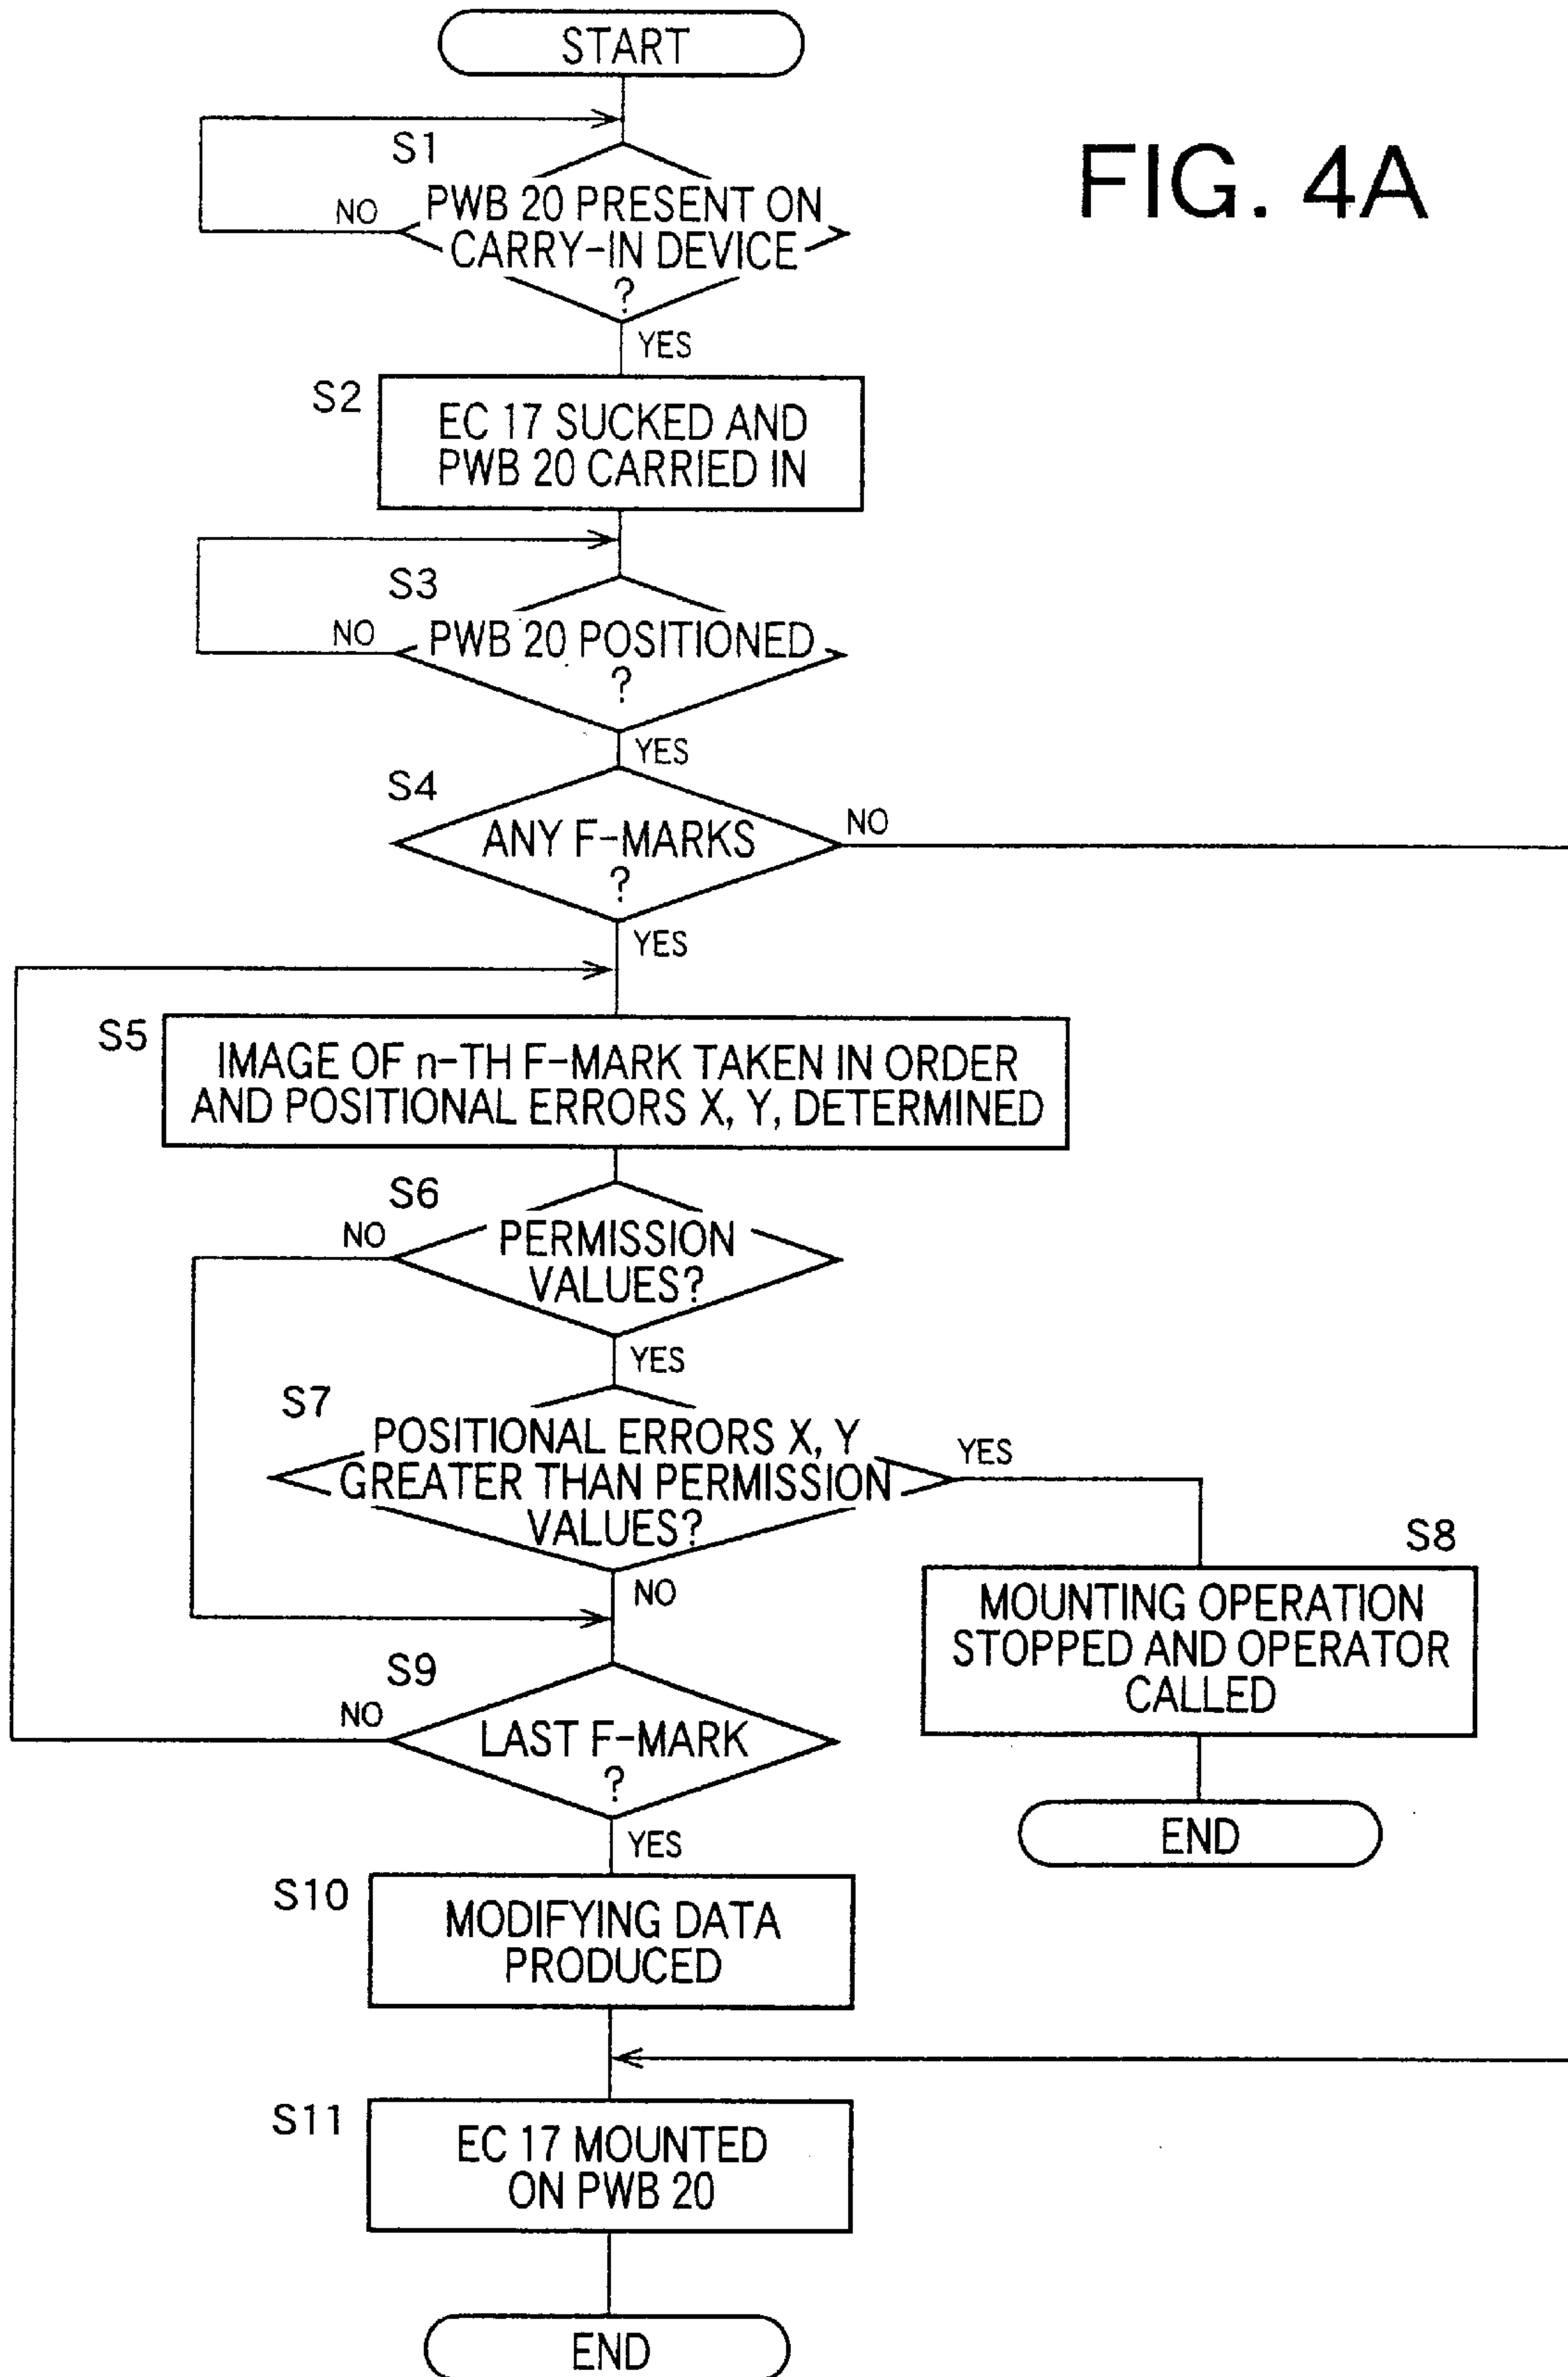 START
FIG. 4A
S1
NO
PWB 20 PRESENT ON
CARRY-IN DEVICE
?
YES
S2
EC 17 SUCKED AND
PWB 20 CARRIED IN
S3
NO
PWB 20 POSITIONED
?
YES
S4
ANY F-MARKS
?
NO
YES
S5
IMAGE OF n-TH F-MARK TAKEN IN ORDER
AND POSITIONAL ERRORS X, Y, DETERMINED
S6
NO
PERMISSION
VALUES?
YES
S7
POSITIONAL ERRORS X, Y
GREATER THAN PERMISSION
VALUES?
YES
NO
S8
MOUNTING OPERATION
STOPPED AND OPERATOR
CALLED
END
S9
NO
LAST F-MARK
?
YES
S10
MODIFYING DATA
PRODUCED
S11
EC 17 MOUNTED
ON PWB 20
END